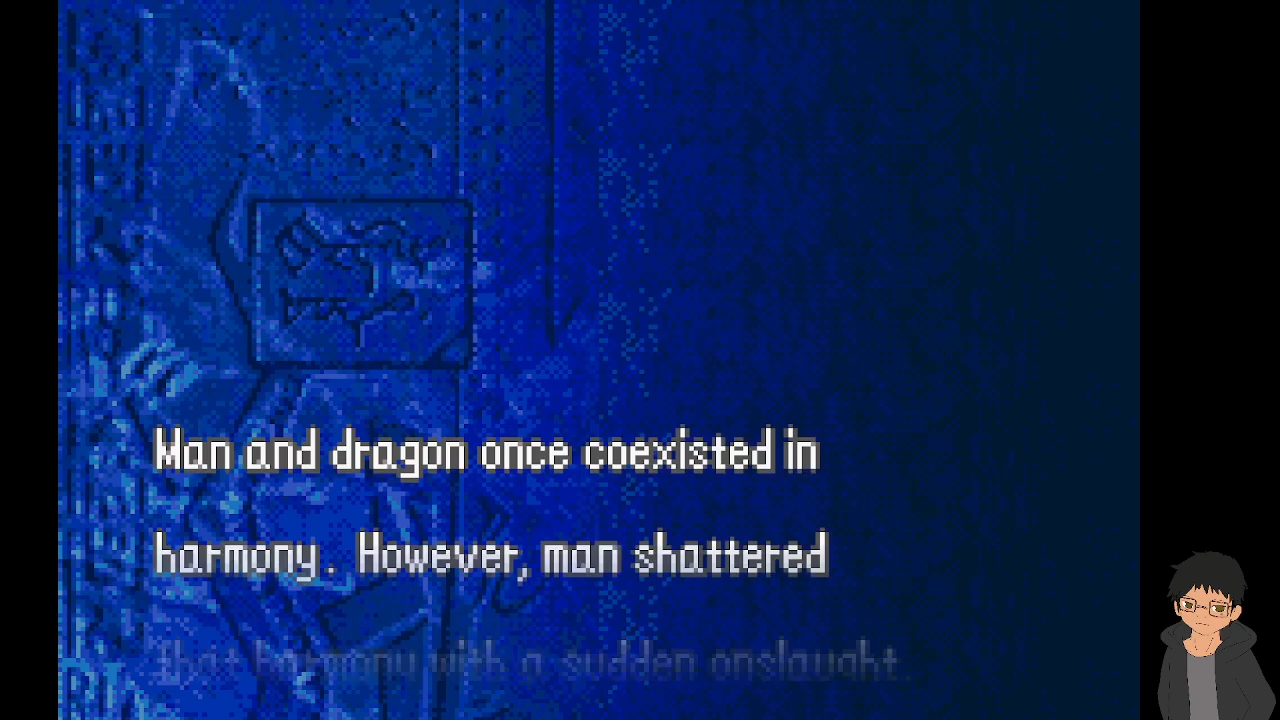 Man and dragon once coexisted in
harmony. However, man shattered
that harmony with a sudden onslaught.